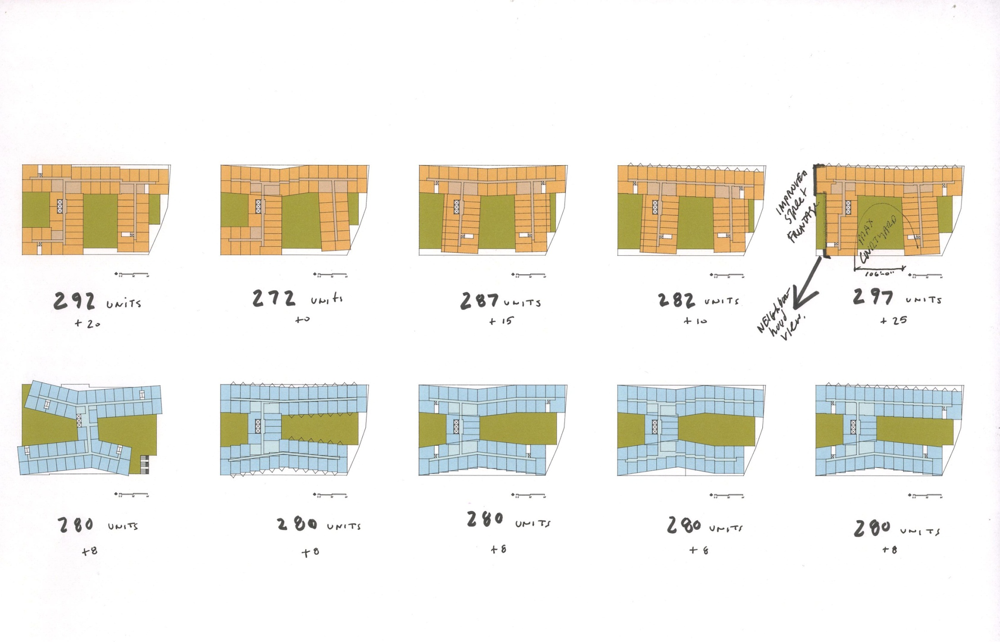 IMPROVED
STREET
FRONTAGE
MAX
COURTYARD
106'-0"
292 UNITS
+ 20
272 UNITS
+0
287 UNITS
+ 15
282 UNITS
+ 10
297 UNITS
+ 25
NEIGHBOR-
HOOD
VIEW.
280 UNITS
+8
280 UNITS
+8
280 UNITS
+8
280 UNITS
+8
280 UNITS
+8